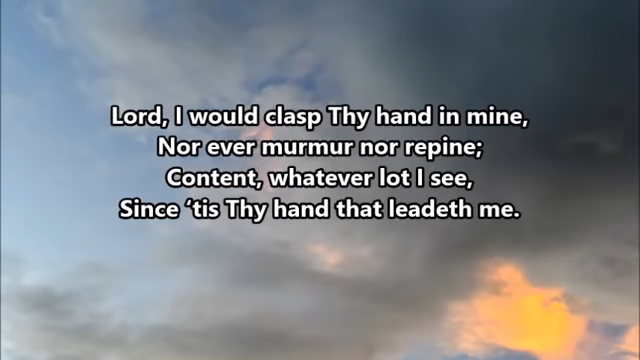 Lord, I would clasp Thy hand in mine,
Nor ever murmur nor repine;
Content, whatever lot I see,
Since ‘tis Thy hand that leadeth me.